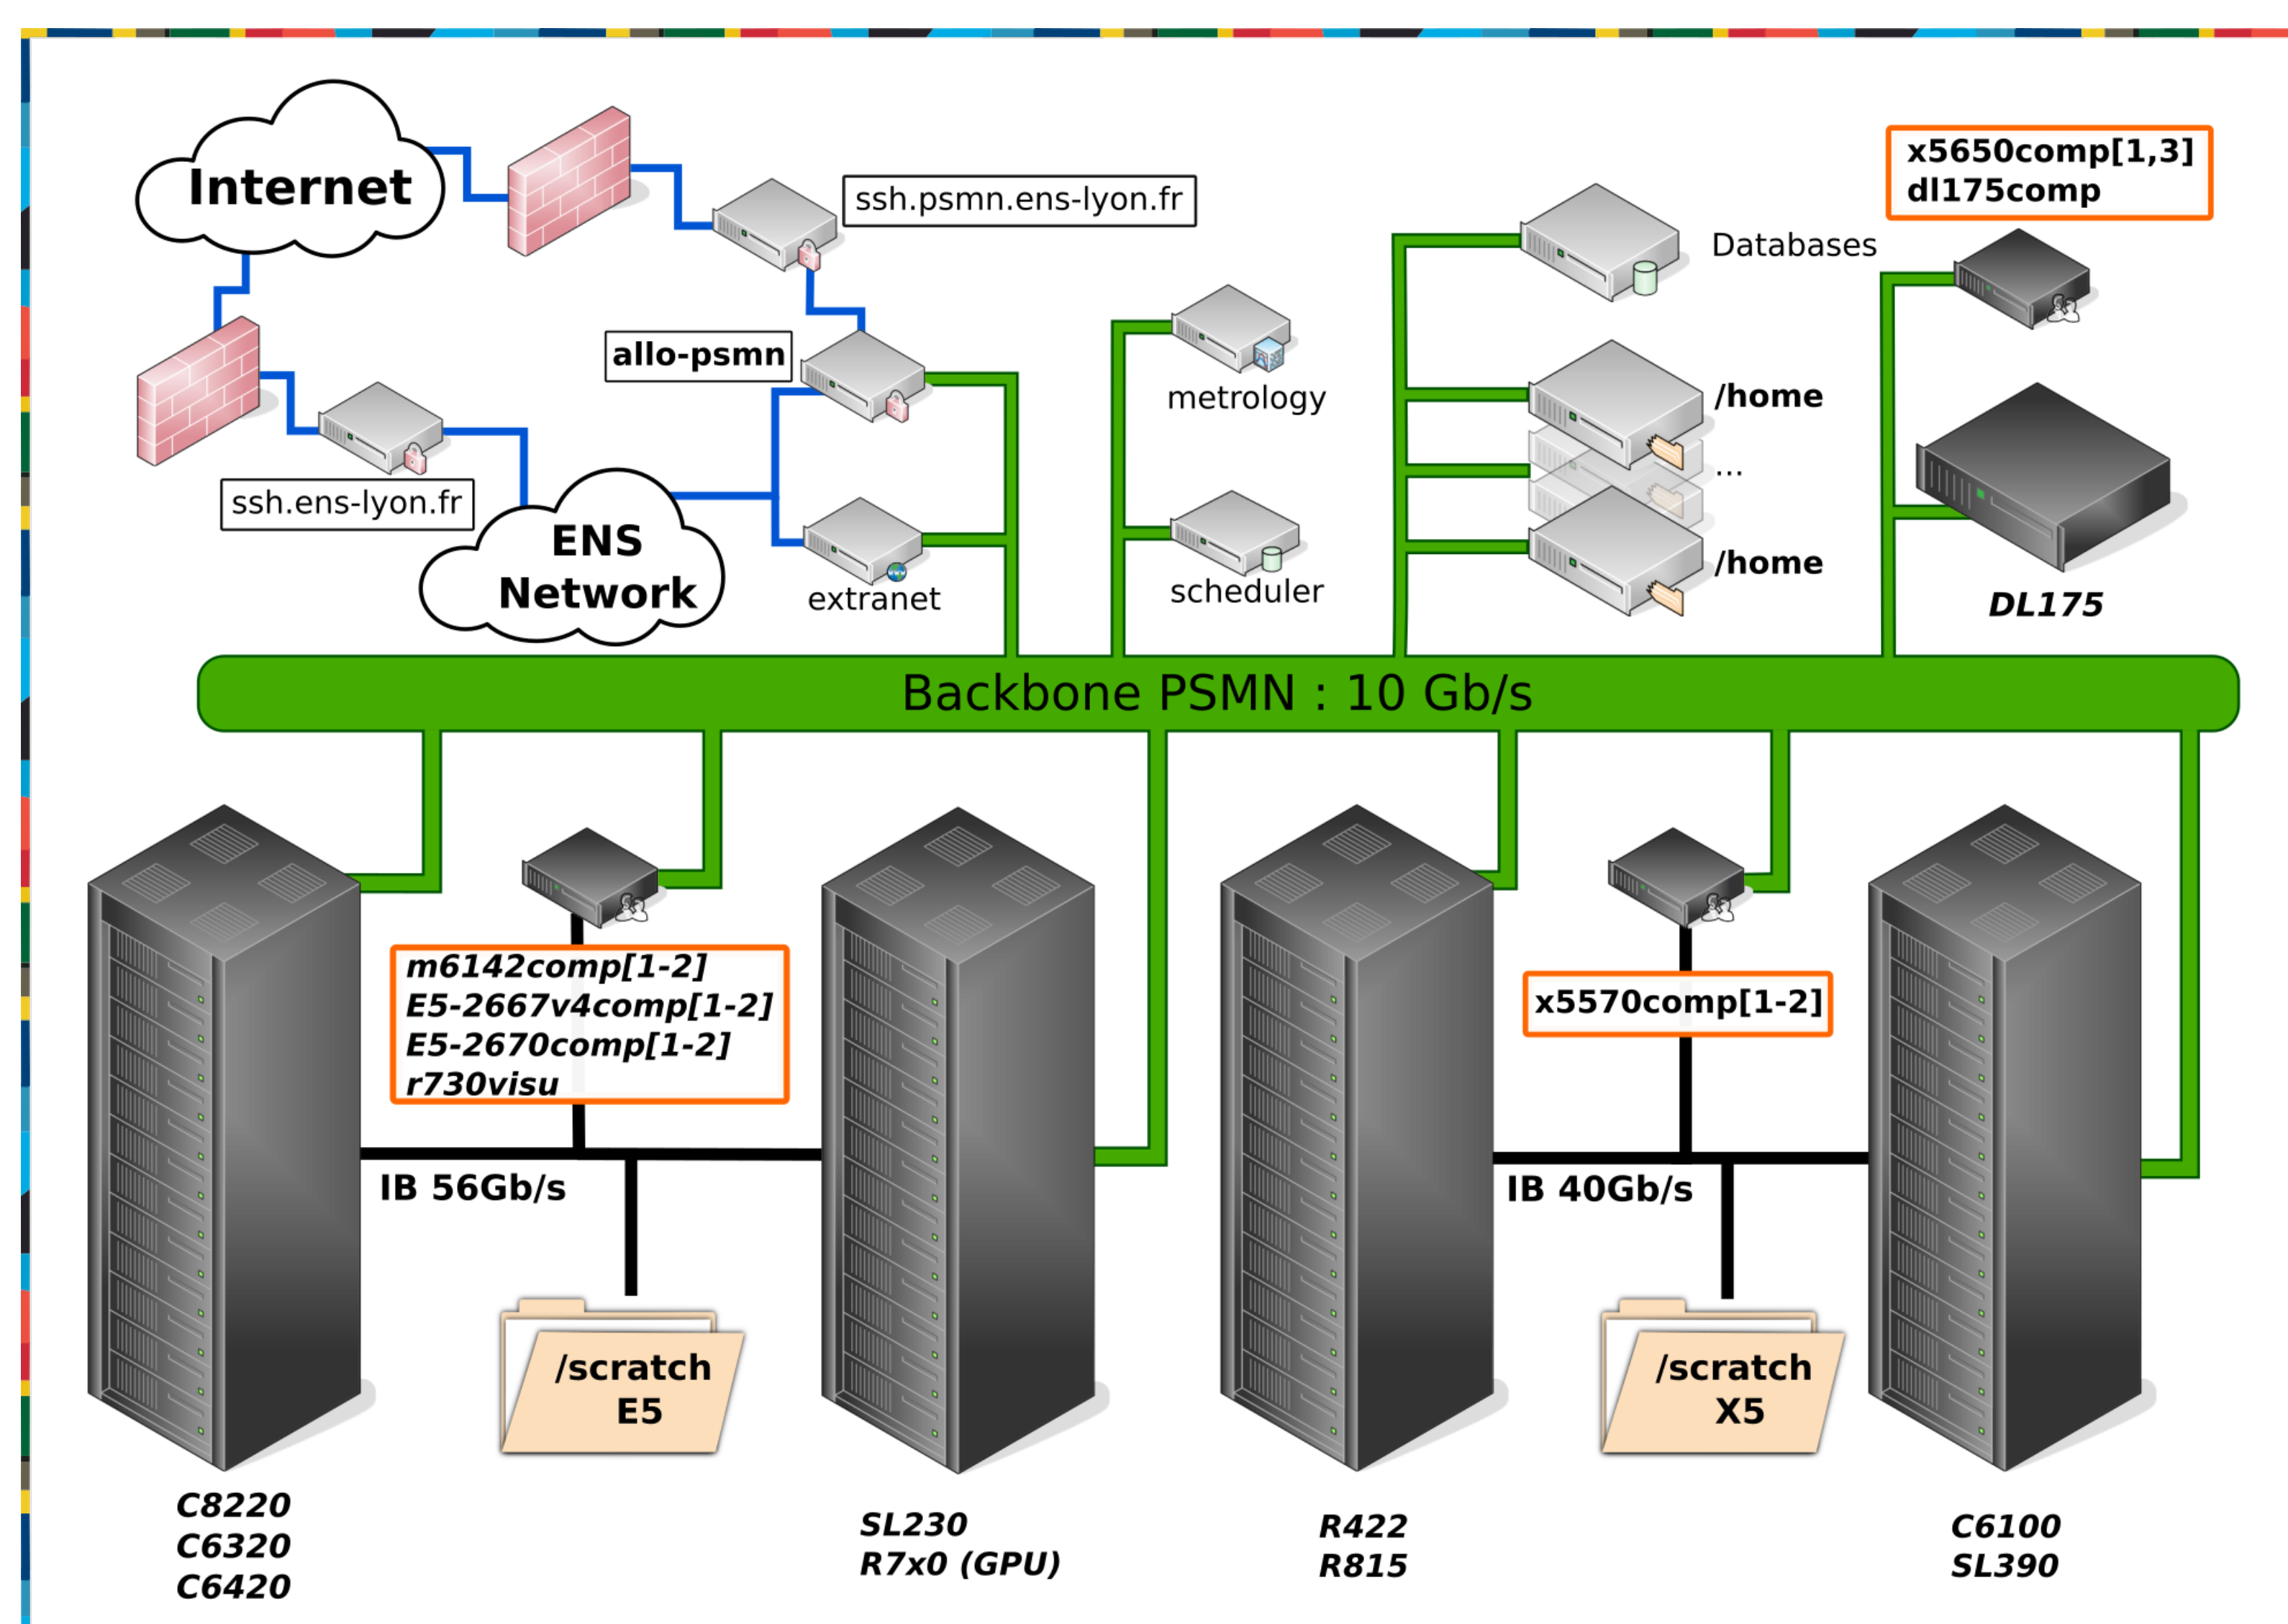 Internet
ssh.psmn.ens-lyon.fr
x5650comp[1,3]
dl175comp
Databases
allo-psmn
metrology
/home
...
ssh.ens-lyon.fr
ENS
Network
extranet
scheduler
/home
DL175
Backbone PSMN : 10 Gb/s
m6142comp[1-2]
E5-2667v4comp[1-2]
E5-2670comp[1-2]
r730visu
x5570comp[1-2]
IB 56Gb/s
IB 40Gb/s
/scratch
E5
/scratch
X5
C8220
C6320
C6420
SL230
R7x0 (GPU)
R422
R815
C6100
SL390